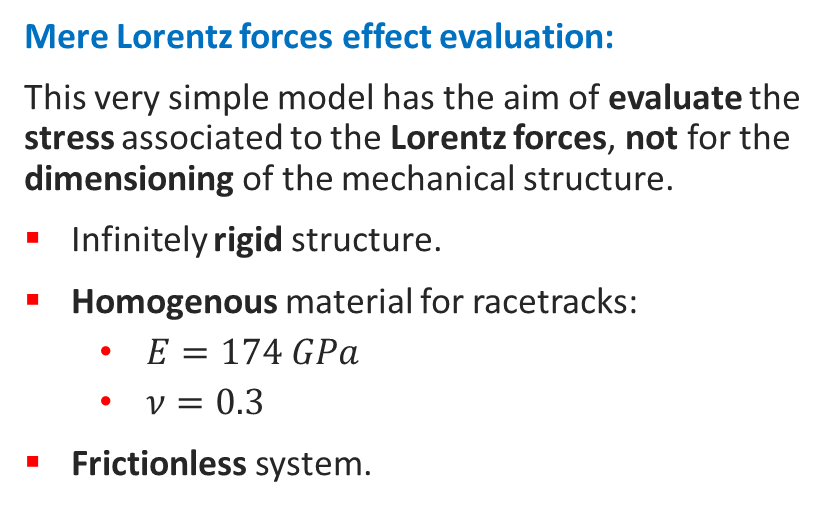 Mere Lorentz forces effect evaluation:
This very simple model has the aim of evaluate the
stress associated to the Lorentz forces, not for the
dimensioning of the mechanical structure.
▪ Infinitely rigid structure.
▪ Homogenous material for racetracks:
• E = 174 GPa
• ν = 0.3
▪ Frictionless system.